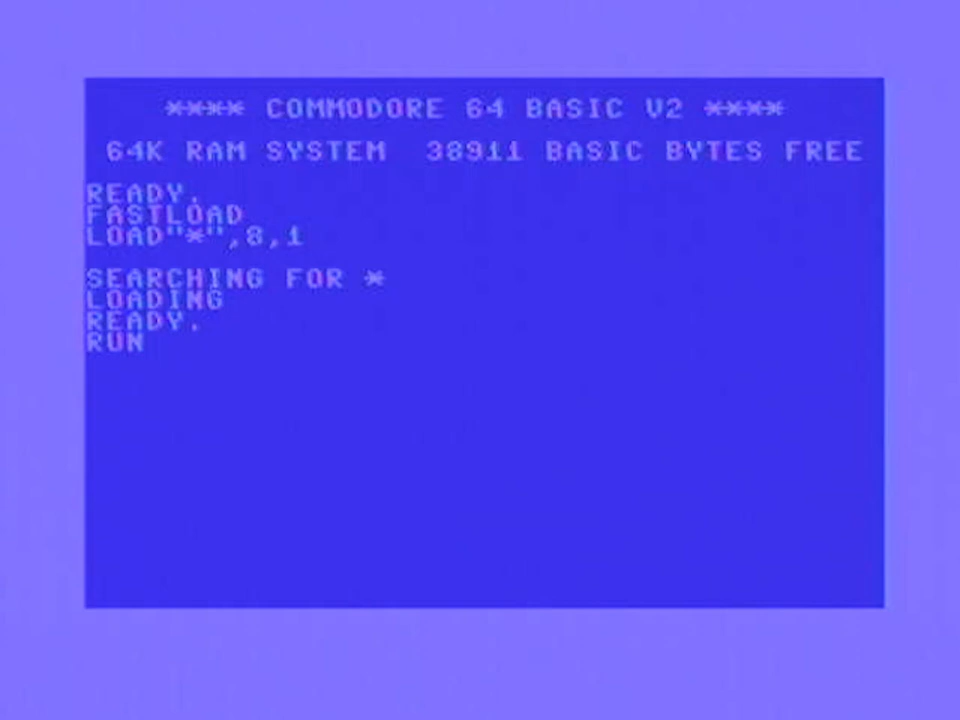 **** COMMODORE 64 BASIC V2 ****
64K RAM SYSTEM  38911 BASIC BYTES FREE
READY.
FASTLOAD
LOAD"*",8,1
SEARCHING FOR *
LOADING
READY.
RUN